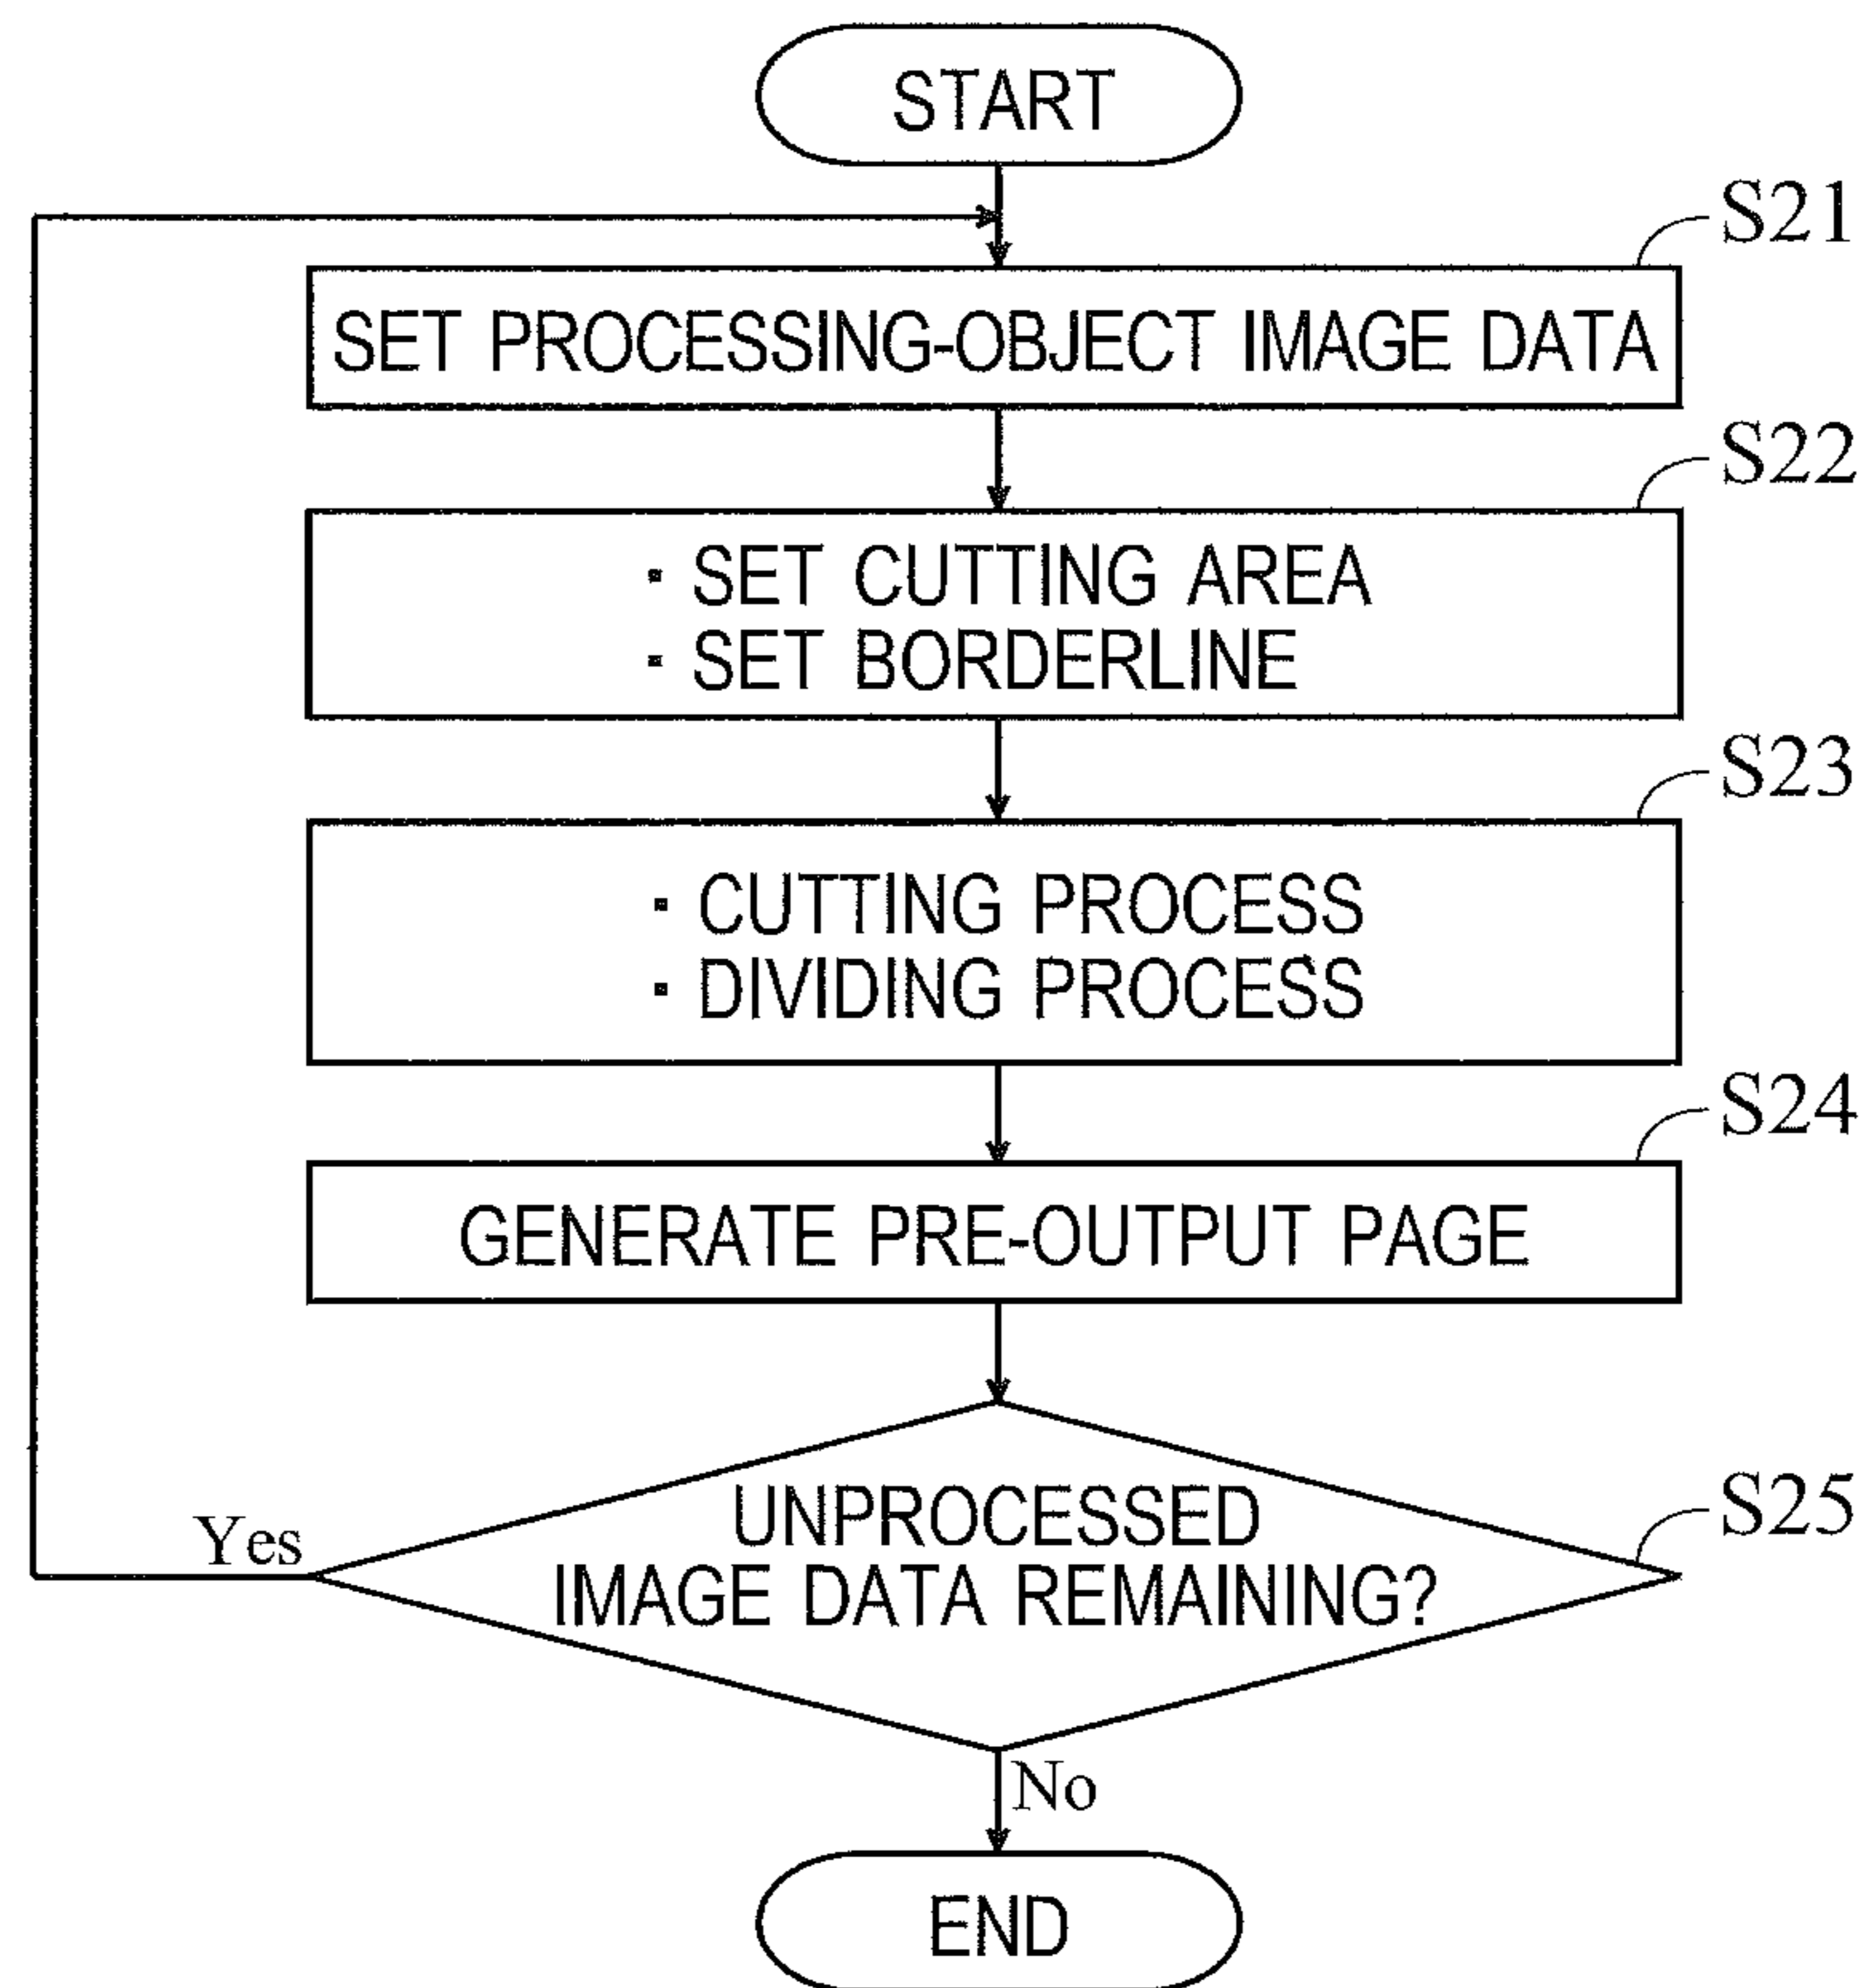 START
S21
SET PROCESSING-OBJECT IMAGE DATA
S22
· SET CUTTING AREA
· SET BORDERLINE
S23
· CUTTING PROCESS
· DIVIDING PROCESS
S24
GENERATE PRE-OUTPUT PAGE
S25
UNPROCESSED
IMAGE DATA REMAINING?
Yes
No
END